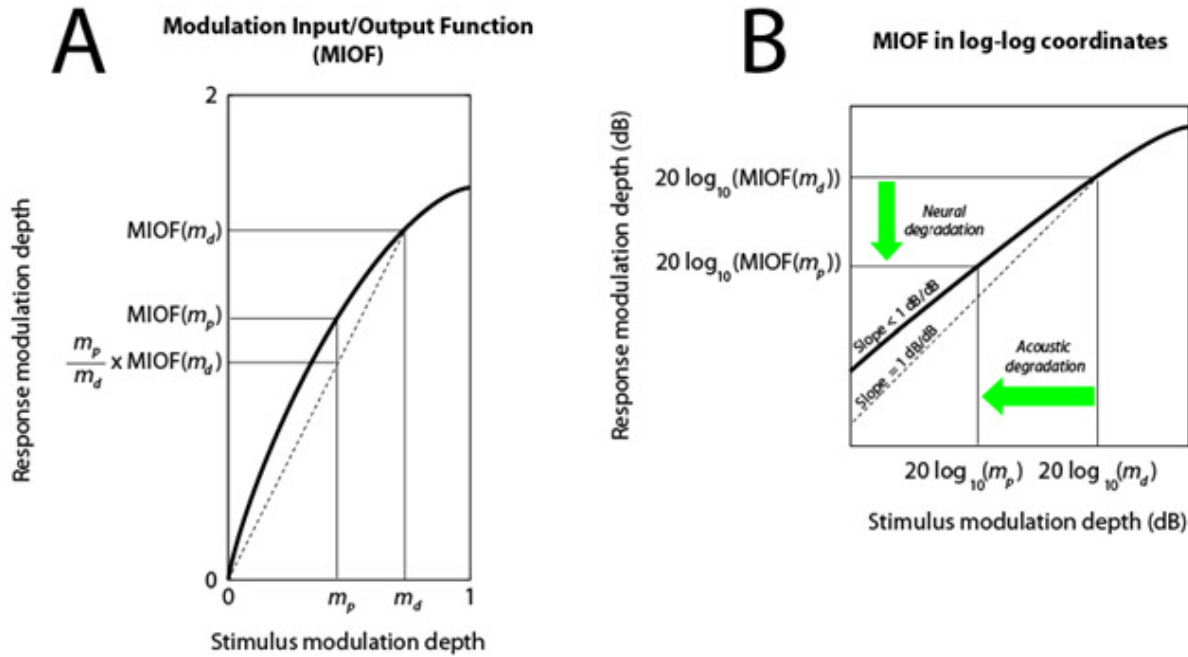 A
Modulation Input/Output Function
(MIOF)
2
Response modulation depth
MIOF(m_d)
MIOF(m_p)
m_p
m_d
x MIOF(m_d)
0
0
m_p
m_d
1
Stimulus modulation depth
B
MIOF in log-log coordinates
Response modulation depth (dB)
20 log₁₀(MIOF(m_d))
20 log₁₀(MIOF(m_p))
Neural
degradation
Slope < 1 dB/dB
Slope = 1 dB/dB
Acoustic
degradation
20 log₁₀(m_p)
20 log₁₀(m_d)
Stimulus modulation depth (dB)